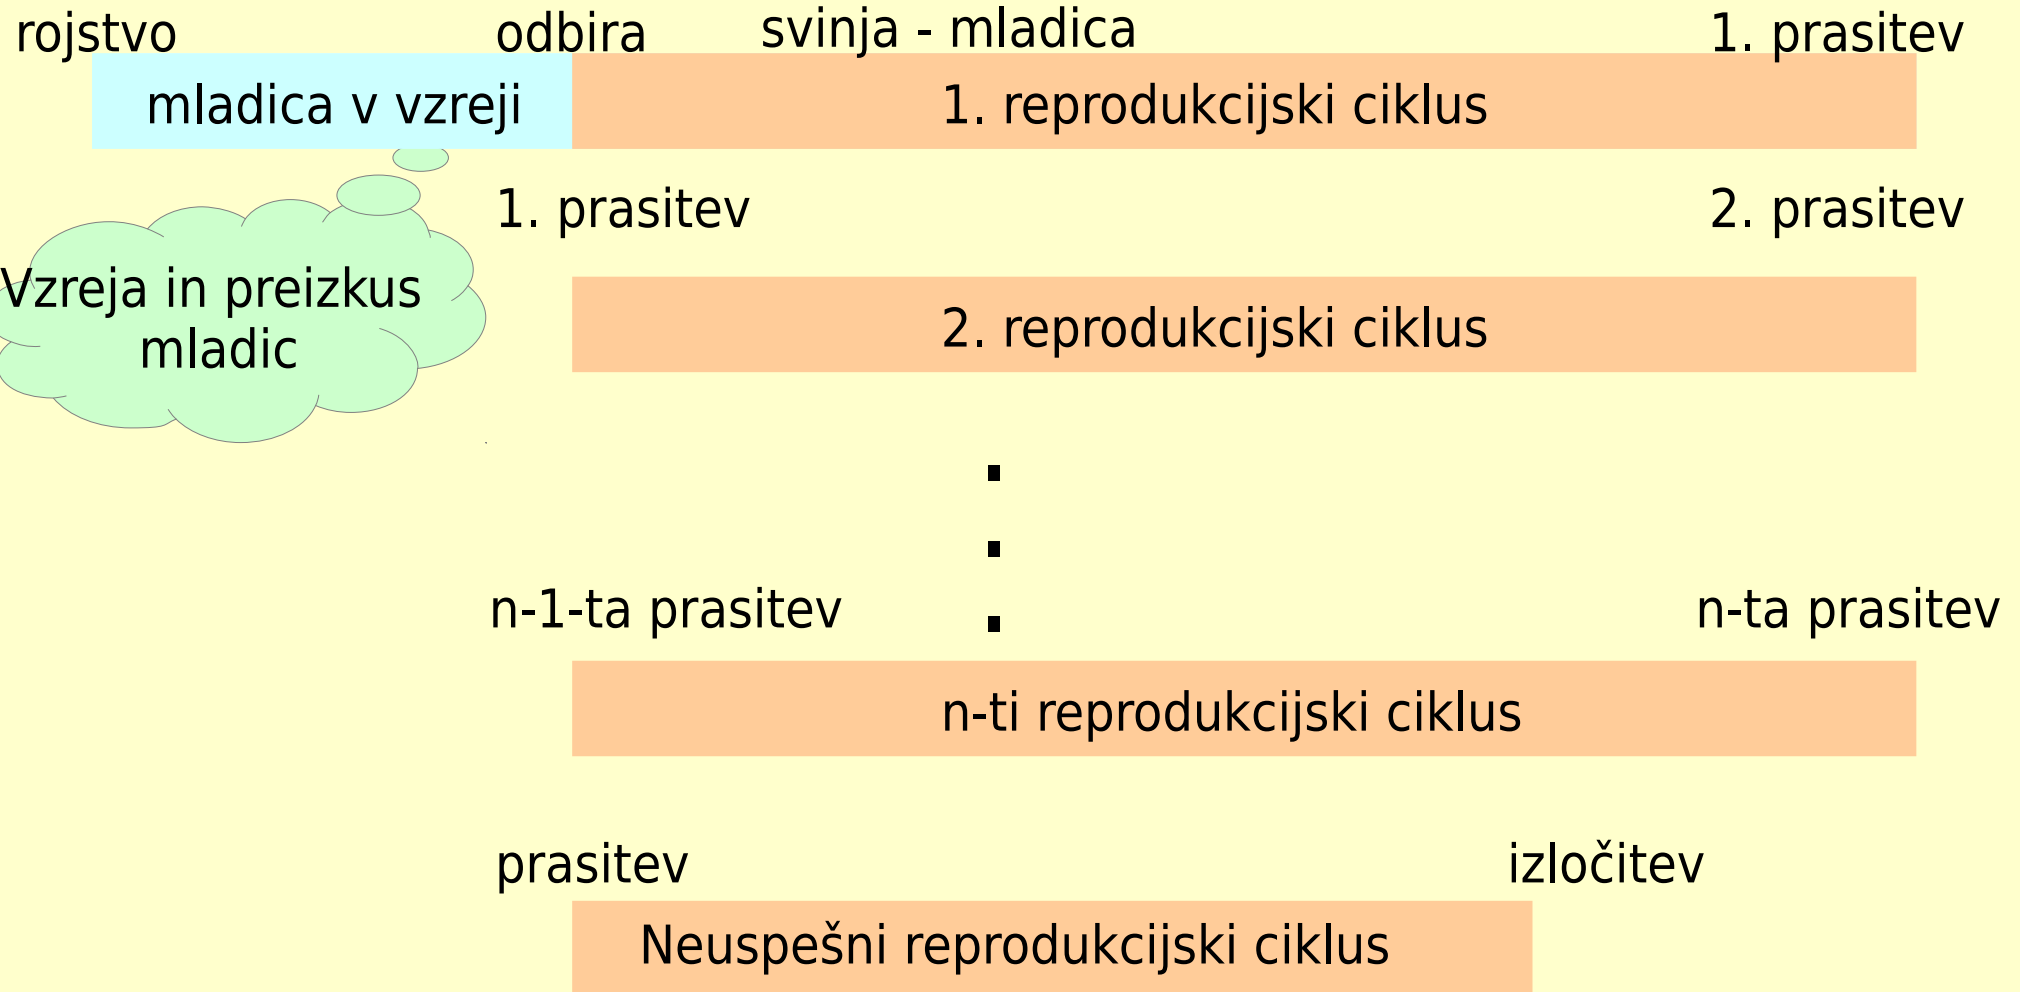 rojstvo odbira svinja - mladica 1. prasitev
mladica v vzreji 1. reprodukcijski ciklus
1. prasitev 2. prasitev
Vzreja in preizkus
mladic
2. reprodukcijski ciklus
n-1-ta prasitev n-ta prasitev
n-ti reprodukcijski ciklus
prasitev izločitev
Neuspešni reprodukcijski ciklus